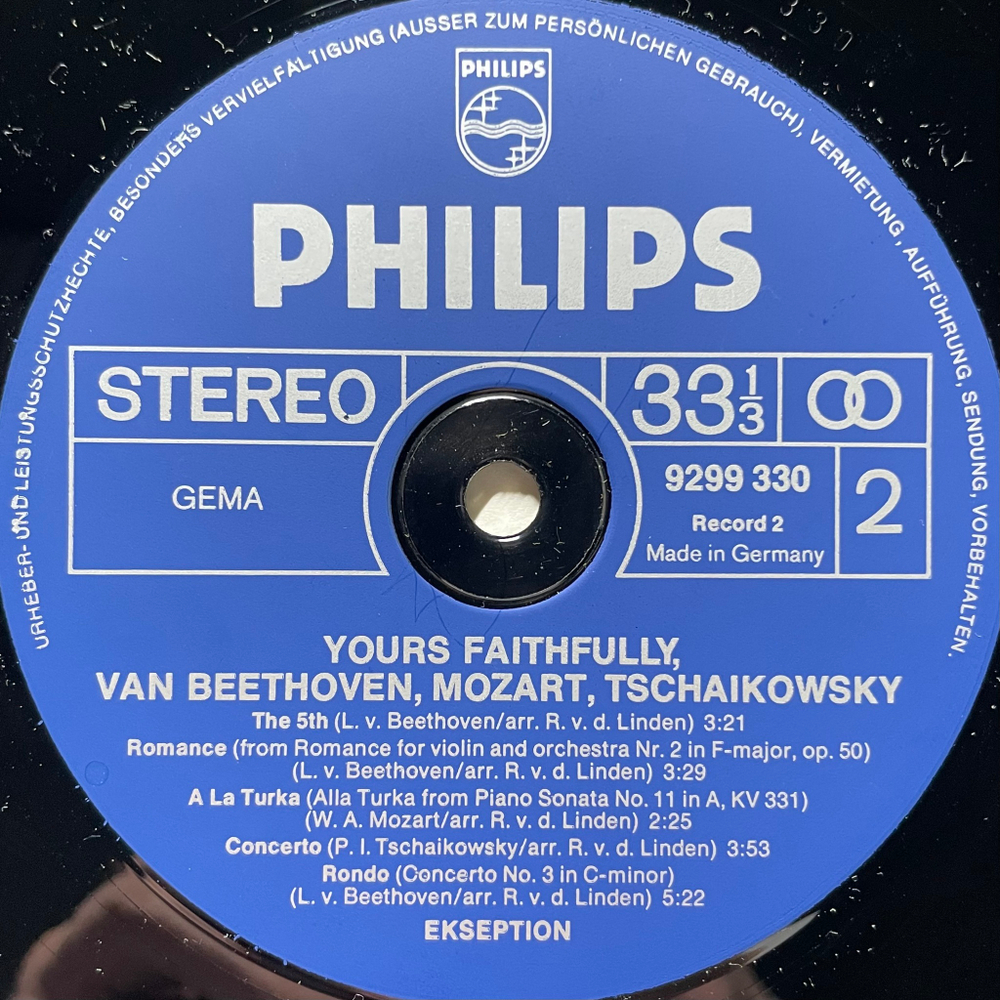 URHEBER- UND LEISTUNGSSCHUTZRECHTE, BESONDERS VERVIELFÄLTIGUNG (AUSSER ZUM PERSÖNLICHEN GEBRAUCH), VERMIETUNG, AUFFÜHRUNG, SENDUNG, VORBEHALTEN.
PHILIPS
PHILIPS
STEREO
33 1/3
GEMA
9299 330
Record 2
Made in Germany
2
YOURS FAITHFULLY,
VAN BEETHOVEN, MOZART, TSCHAIKOWSKY
The 5th (L. v. Beethoven/arr. R. v. d. Linden) 3:21
Romance (from Romance for violin and orchestra Nr. 2 in F-major, op. 50)
(L. v. Beethoven/arr. R. v. d. Linden) 3:29
A La Turka (Alla Turka from Piano Sonata No. 11 in A, KV 331)
(W. A. Mozart/arr. R. v. d. Linden) 2:25
Concerto (P. I. Tschaikowsky/arr. R. v. d. Linden) 3:53
Rondo (Concerto No. 3 in C-minor)
(L. v. Beethoven/arr. R. v. d. Linden) 5:22
EKSEPTION